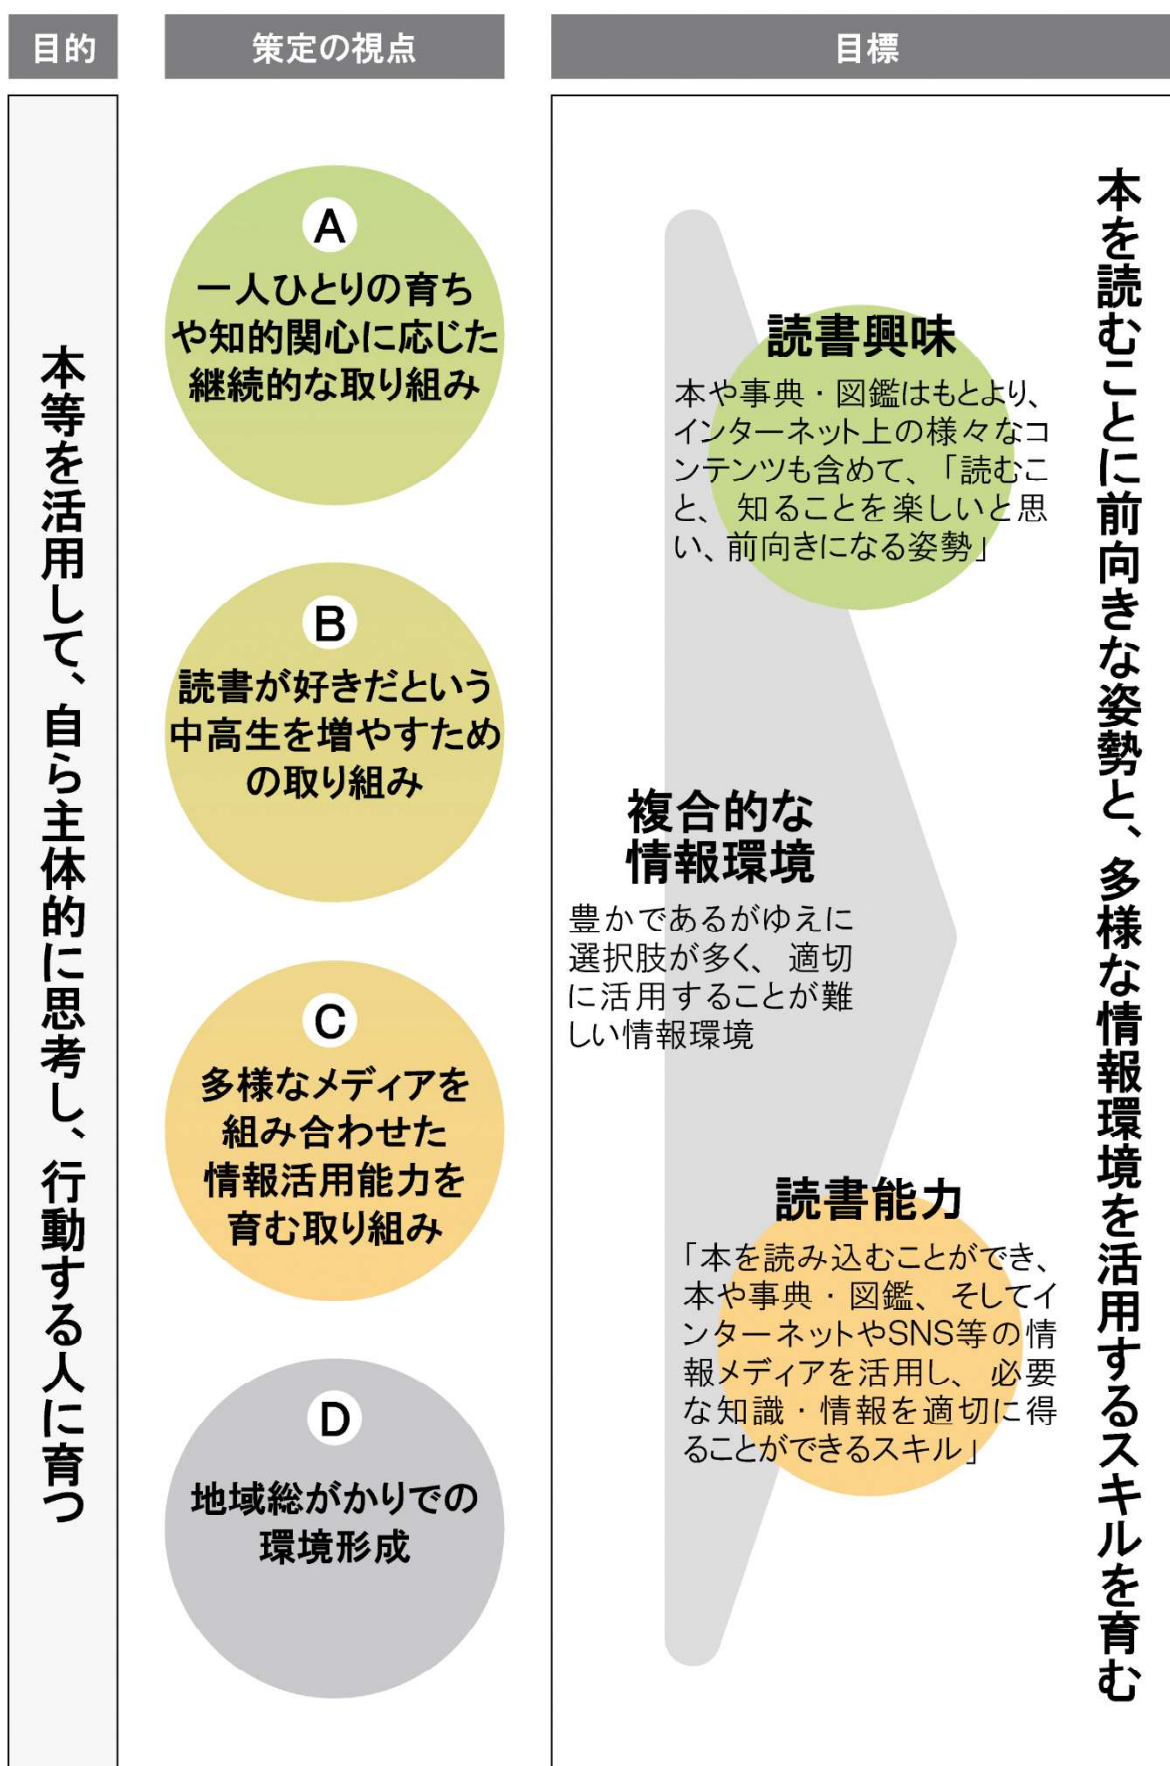 目的
策定の視点
目標
本等を活用して、自ら主体的に思考し、行動する人に育つ
A
一人ひとりの育ち
や知的関心に応じた
継続的な取り組み
B
読書が好きだという
中高生を増やすため
の取り組み
C
多様なメディアを
組み合わせた
情報活用能力を
育む取り組み
D
地域総がかりでの
環境形成
読書興味
本や事典・図鑑はもとより、
インターネット上の様々なコ
ンテンツも含めて、「読むこ
と、知ることを楽しいと思
い、前向きになる姿勢」
複合的な
情報環境
豊かであるがゆえに
選択肢が多く、適切
に活用することが難
しい情報環境
読書能力
「本を読み込むことができ、
本や事典・図鑑、そしてイ
ンターネットやSNS等の情
報メディアを活用し、必要
な知識・情報を適切に得
ることができるスキル」
本を読むことに前向きな姿勢と、多様な情報環境を活用するスキルを育む